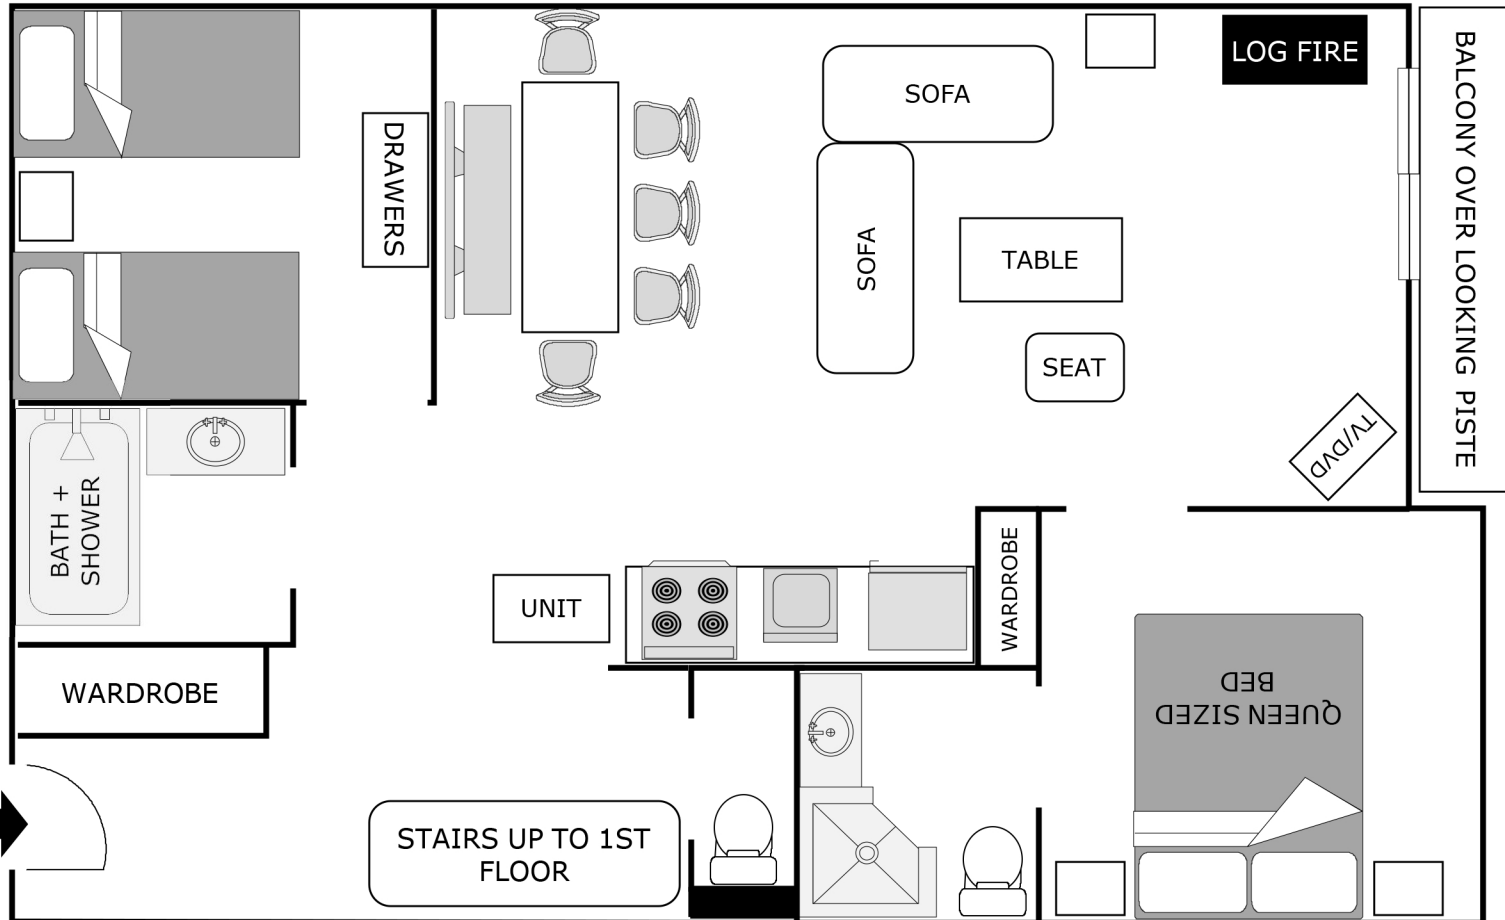 LOG FIRE
SOFA
BALCONY OVER LOOKING PISTE
DRAWERS
SOFA
TABLE
SEAT
TV/DVD
BATH +
SHOWER
UNIT
WARDROBE
WARDROBE
QUEEN SIZED
BED
STAIRS UP TO 1ST
FLOOR